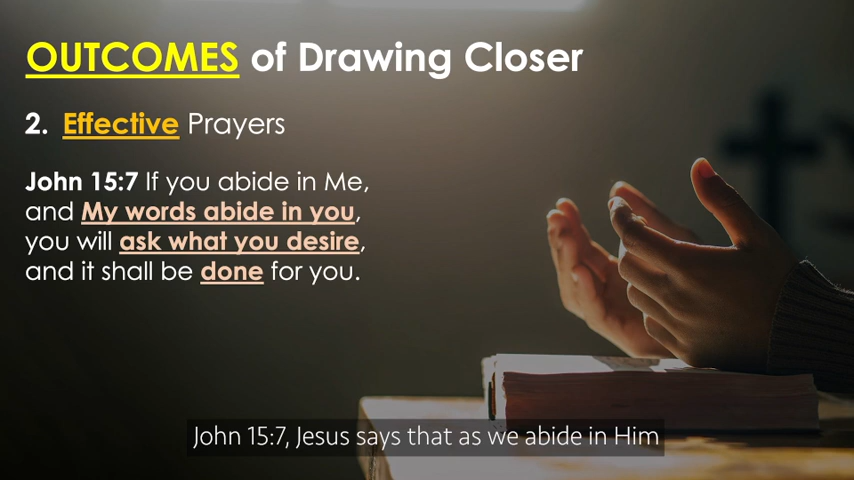 OUTCOMES of Drawing Closer
2. Effective Prayers
John 15:7 If you abide in Me,
and My words abide in you,
you will ask what you desire,
and it shall be done for you.
John 15:7, Jesus says that as we abide in Him